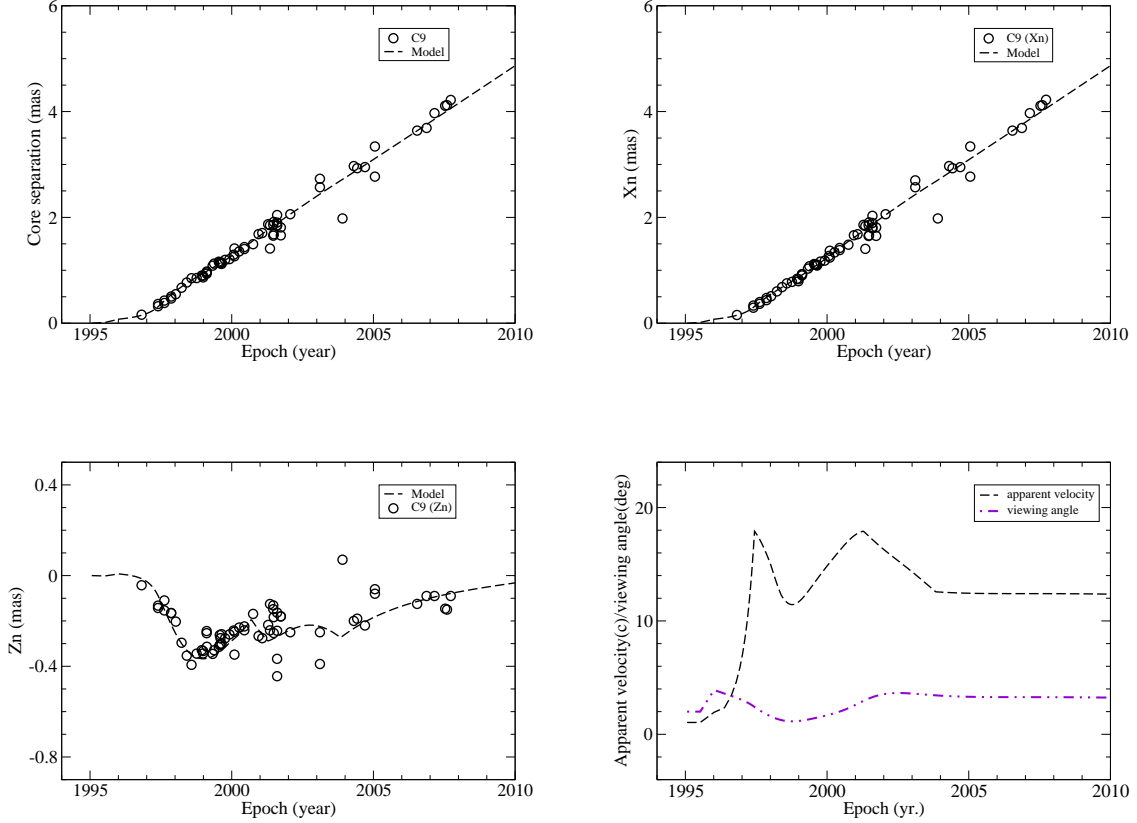 6
4
2
0
Core separation (mas)
C9
Model
1995
2000
2005
2010
Epoch (year)
6
4
2
0
Xn (mas)
C9 (Xn)
Model
1995
2000
2005
2010
Epoch (year)
0.4
0
-0.4
-0.8
Zn (mas)
Model
C9 (Zn)
1995
2000
2005
2010
Epoch (year)
20
10
0
Apparent velocity(c)/viewing angle(deg)
apparent velocity
viewing angle
1995
2000
2005
2010
Epoch (yr.)